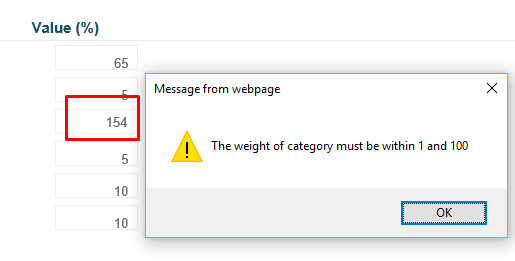 Value (%)
65
5
154
5
10
10
Message from webpage
The weight of category must be within 1 and 100
OK